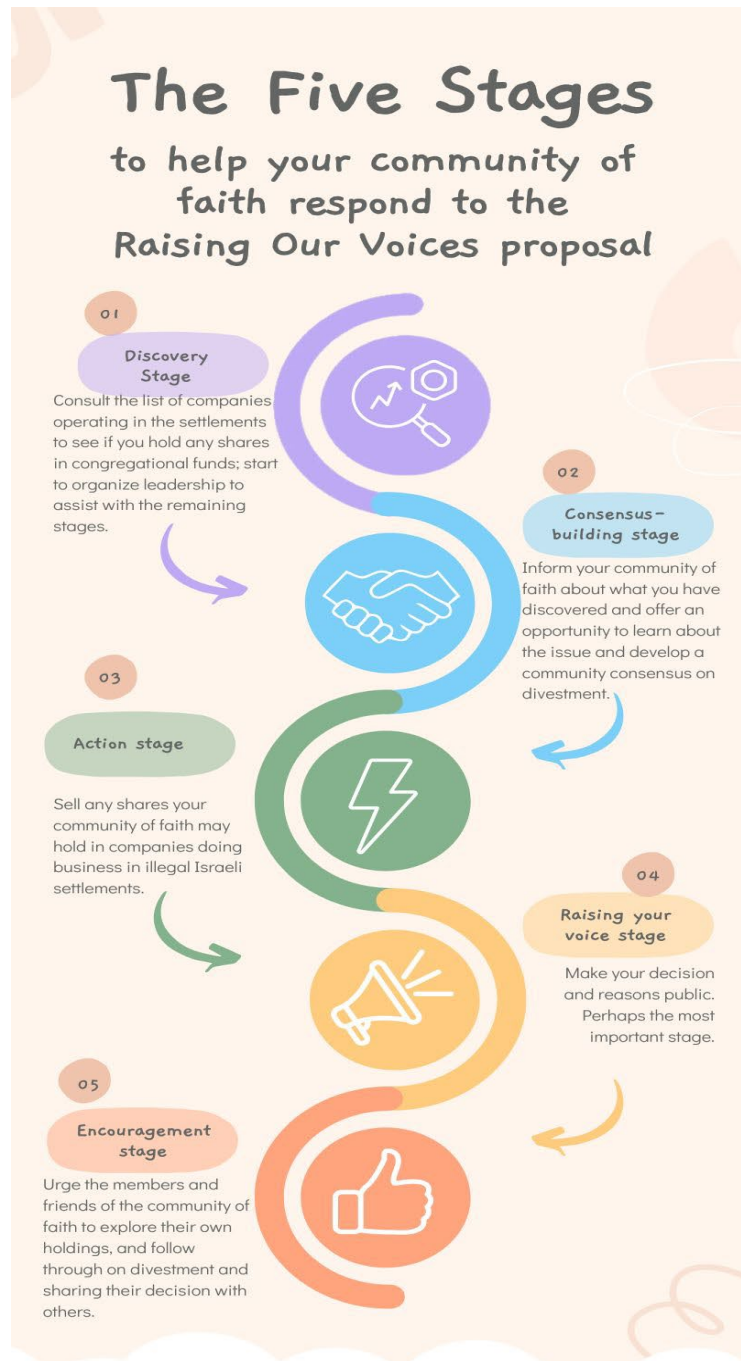 The Five Stages
to help your community of
faith respond to the
Raising Our Voices proposal
01
Discovery
Stage
Consult the list of companies
operating in the settlements
to see if you hold any shares
in congregational funds; start
to organize leadership to
assist with the remaining
stages.
02
Consensus-
building stage
Inform your community of
faith about what you have
discovered and offer an
opportunity to learn about
the issue and develop a
community consensus on
divestment.
03
Action stage
Sell any shares your
community of faith may
hold in companies doing
business in illegal Israeli
settlements.
04
Raising your
voice stage
Make your decision
and reasons public.
Perhaps the most
important stage.
05
Encouragement
stage
Urge the members and
friends of the community of
faith to explore their own
holdings, and follow
through on divestment and
sharing their decision with
others.